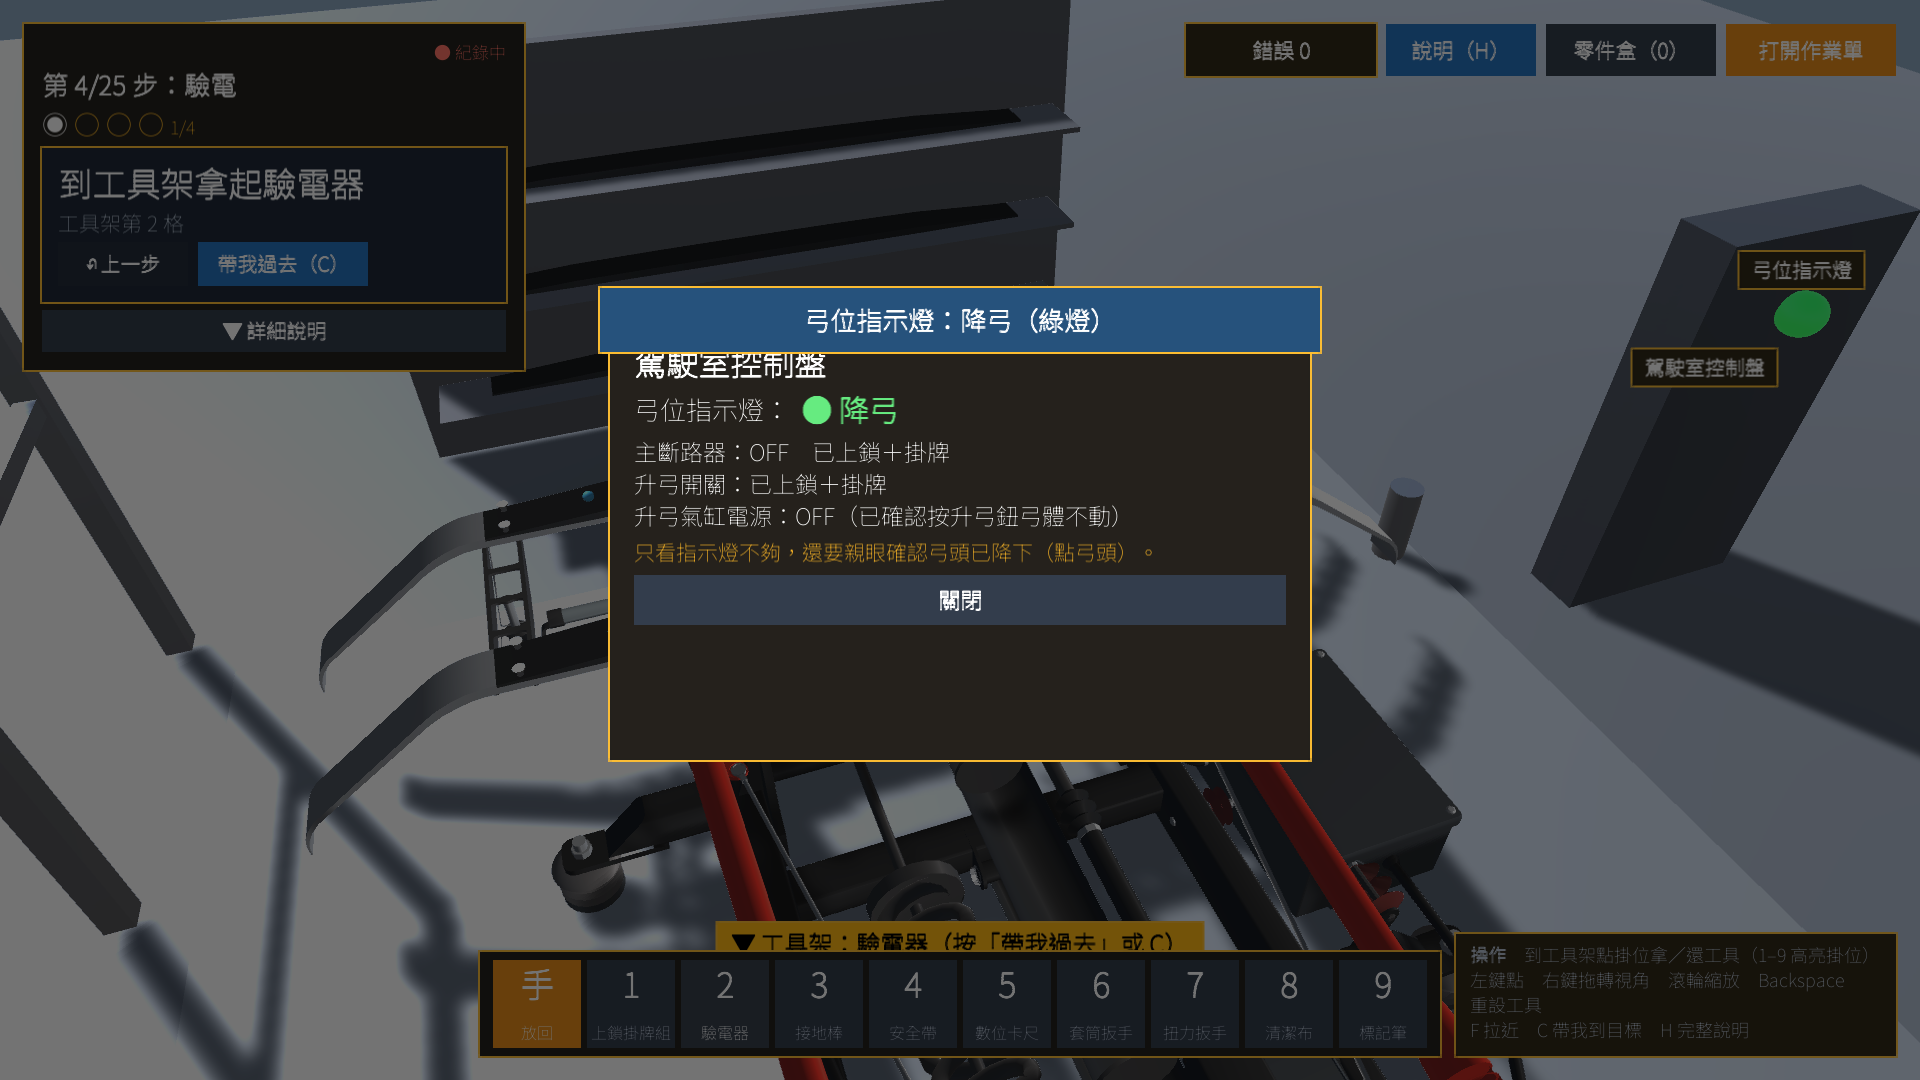 紀錄中
第 4/25 步：驗電
1/4
到工具架拿起驗電器
工具架第 2 格
上一步
帶我過去（C）
▼詳細說明
錯誤 0
說明（H）
零件盒（0）
打開作業單
弓位指示燈
駕駛室控制盤
弓位指示燈：降弓（綠燈）
駕駛室控制盤
弓位指示燈： 降弓
主斷路器：OFF 已上鎖＋掛牌
升弓開關：已上鎖＋掛牌
升弓氣缸電源：OFF（已確認按升弓鈕弓體不動）
只看指示燈不夠，還要親眼確認弓頭已降下（點弓頭）。
關閉
▼工具架：驗電器（按「帶我過去」或 C）
手 放回
1 上鎖掛牌組
2 驗電器
3 接地棒
4 安全帶
5 數位卡尺
6 套筒扳手
7 扭力扳手
8 清潔布
9 標記筆
操作 到工具架點掛位拿／還工具（1–9 高亮掛位）
左鍵點 右鍵拖轉視角 滾輪縮放 Backspace
重設工具
F 拉近 C 帶我到目標 H 完整說明